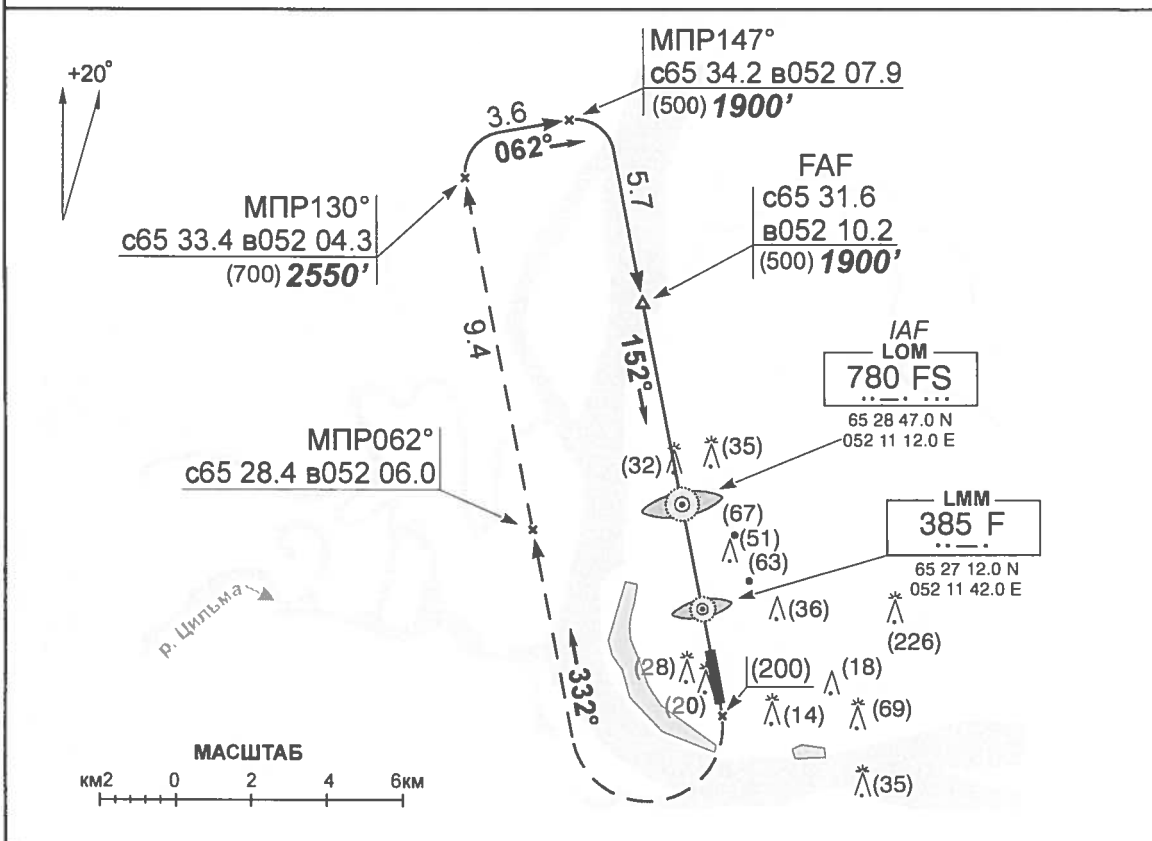 +20°
МПР147°
с65 34.2 в052 07.9
(500) 1900'
3.6
062°
5.7
FAF
с65 31.6
в052 10.2
(500) 1900'
МПР130°
с65 33.4 в052 04.3
(700) 2550'
9.4
152°
IAF
LOM
780 FS
65 28 47.0 N
052 11 12.0 E
(32)
(35)
МПР062°
с65 28.4 в052 06.0
(67)
(51)
(63)
LMM
385 F
65 27 12.0 N
052 11 42.0 E
(36)
(226)
р. Цильма
332°
(28)
(20)
(200)
(18)
(14)
(69)
(35)
МАСШТАБ
км2 0 2 4 6км